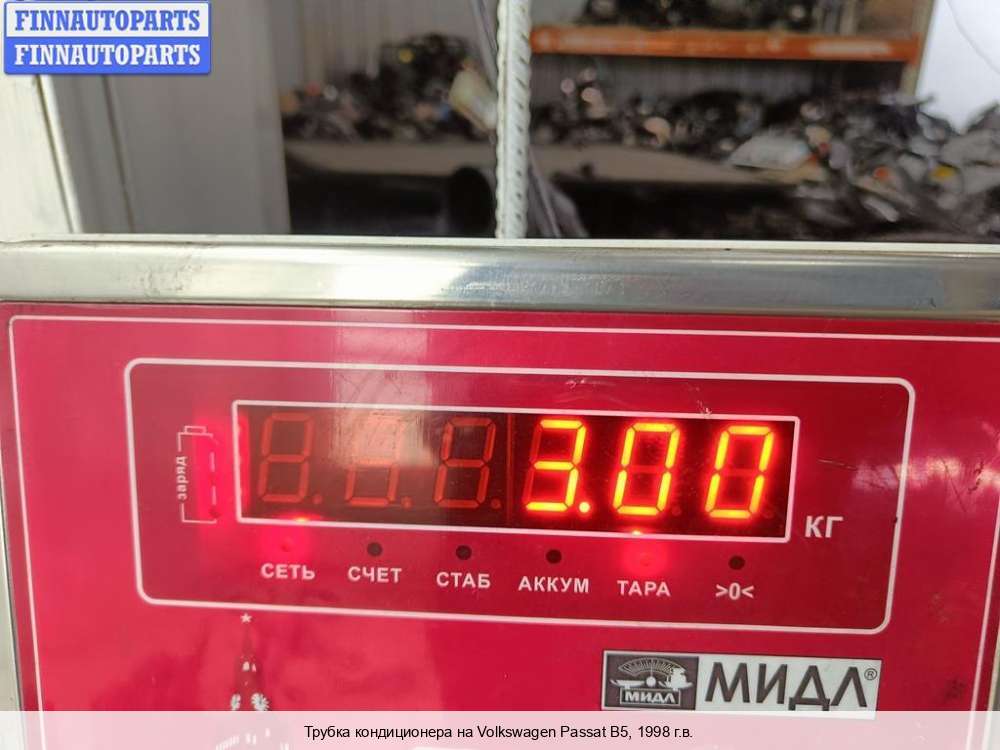 FINNAUTOPARTS
FINNAUTOPARTS
заряд
3.00
КГ
СЕТЬ СЧЕТ СТАБ АККУМ ТАРА >0<
МИДЛ МИДЛ®
Трубка кондиционера на Volkswagen Passat B5, 1998 г.в.